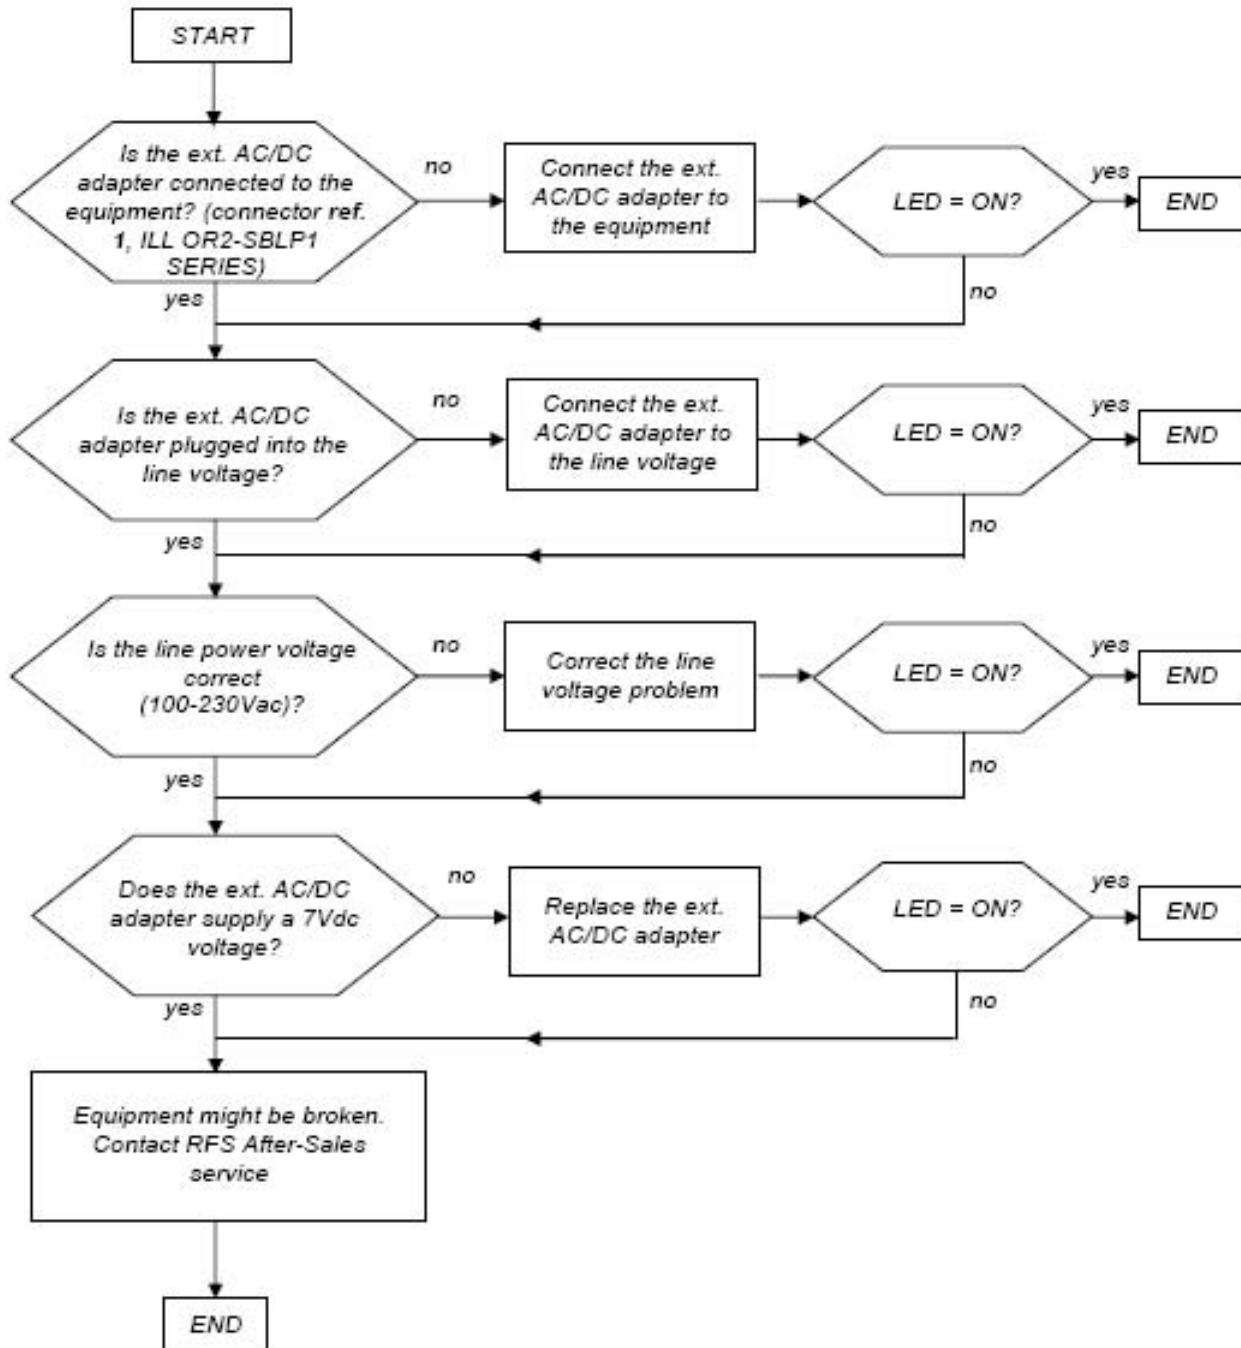 START
Is the ext. AC/DC
adapter connected to the
equipment? (connector ref.
1, ILL OR2-SBLP1
SERIES)
no
Connect the ext.
AC/DC adapter to
the equipment
LED = ON?
yes
END
yes
no
Is the ext. AC/DC
adapter plugged into the
line voltage?
no
Connect the ext.
AC/DC adapter to
the line voltage
LED = ON?
yes
END
yes
no
Is the line power voltage
correct
(100-230Vac)?
no
Correct the line
voltage problem
LED = ON?
yes
END
yes
no
Does the ext. AC/DC
adapter supply a 7Vdc
voltage?
no
Replace the ext.
AC/DC adapter
LED = ON?
yes
END
yes
no
Equipment might be broken.
Contact RFS After-Sales
service
END